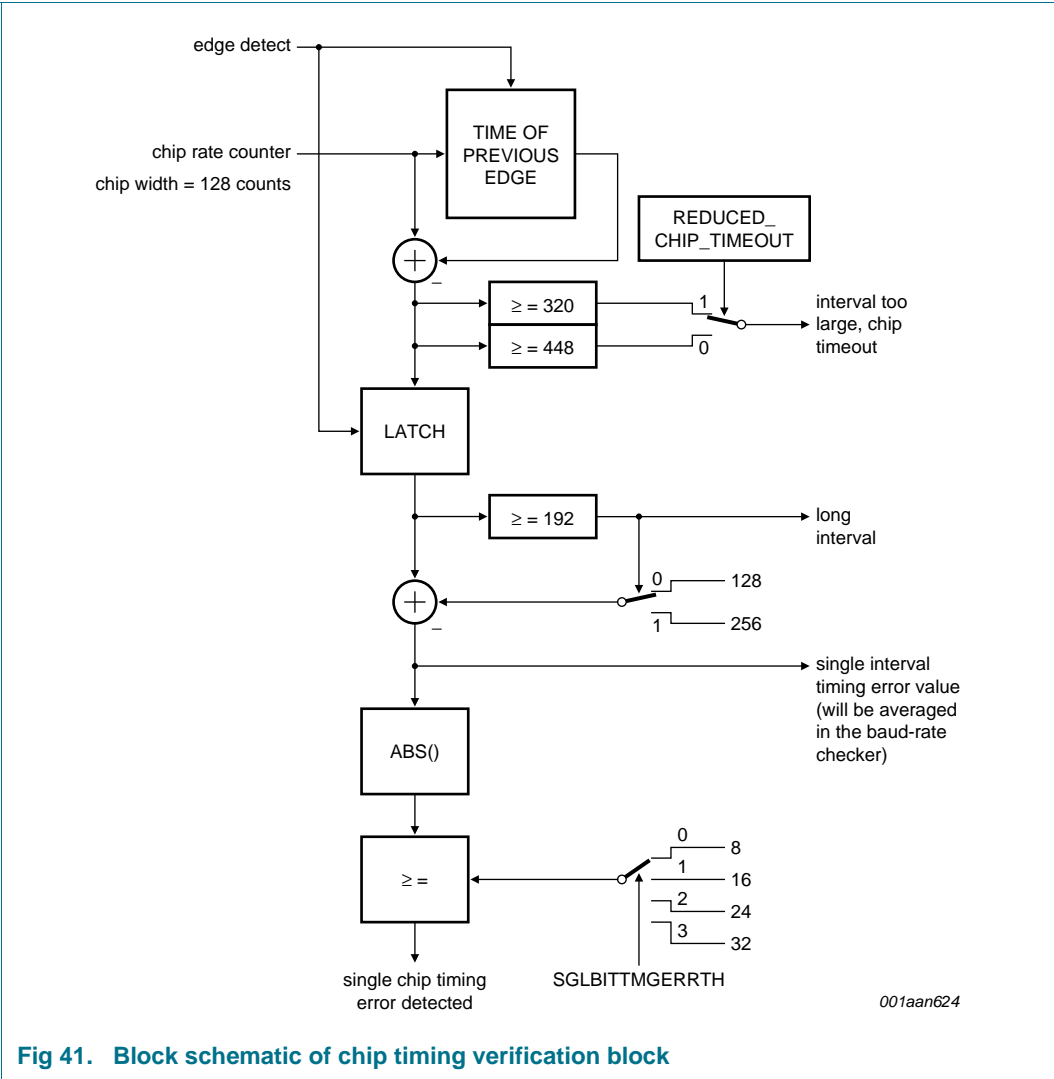 edge detect
TIME OF
PREVIOUS
EDGE
chip rate counter
chip width = 128 counts
REDUCED_
CHIP_TIMEOUT
+
−
≥ = 320
1
interval too
large, chip
timeout
≥ = 448
0
LATCH
≥ = 192
long
interval
0
128
+
−
1
256
single interval
timing error value
(will be averaged
in the baud-rate
checker)
ABS()
0
8
≥ =
1
16
2
24
3
32
single chip timing
error detected
SGLBITTMGERRTH
001aan624
Fig 41. Block schematic of chip timing verification block